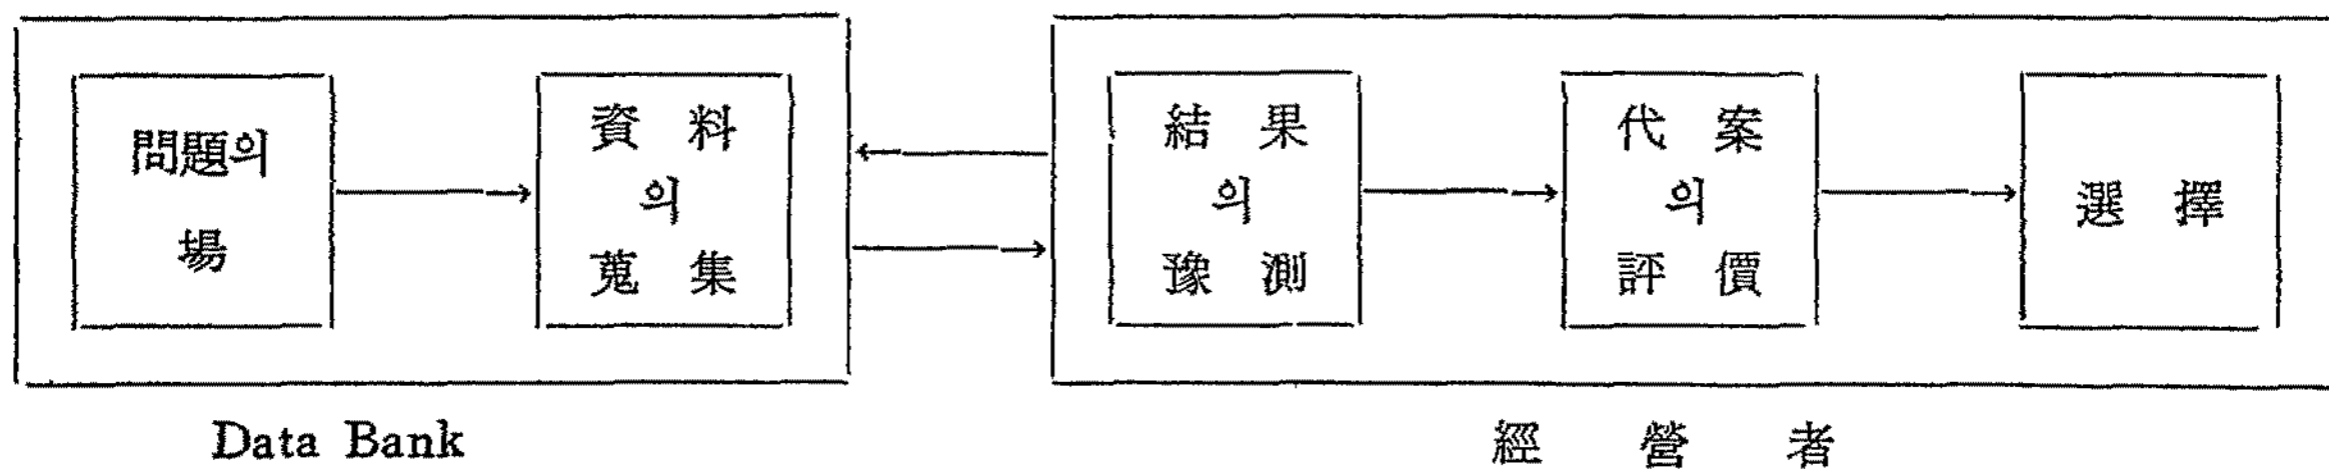 問題의
場
資 料
의
蒐 集
結 果
의
豫 測
代 案
의
評 價
選 擇
Data Bank
經 營 者